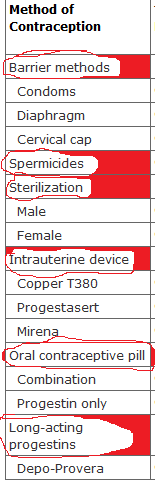 Method of
Contraception
Barrier methods
Condoms
Diaphragm
Cervical cap
Spermicides
Sterilization
Male
Female
Intrauterine device
Copper T380
Progestasert
Mirena
Oral contraceptive pill
Combination
Progestin only
Long-acting
progestins
Depo-Provera